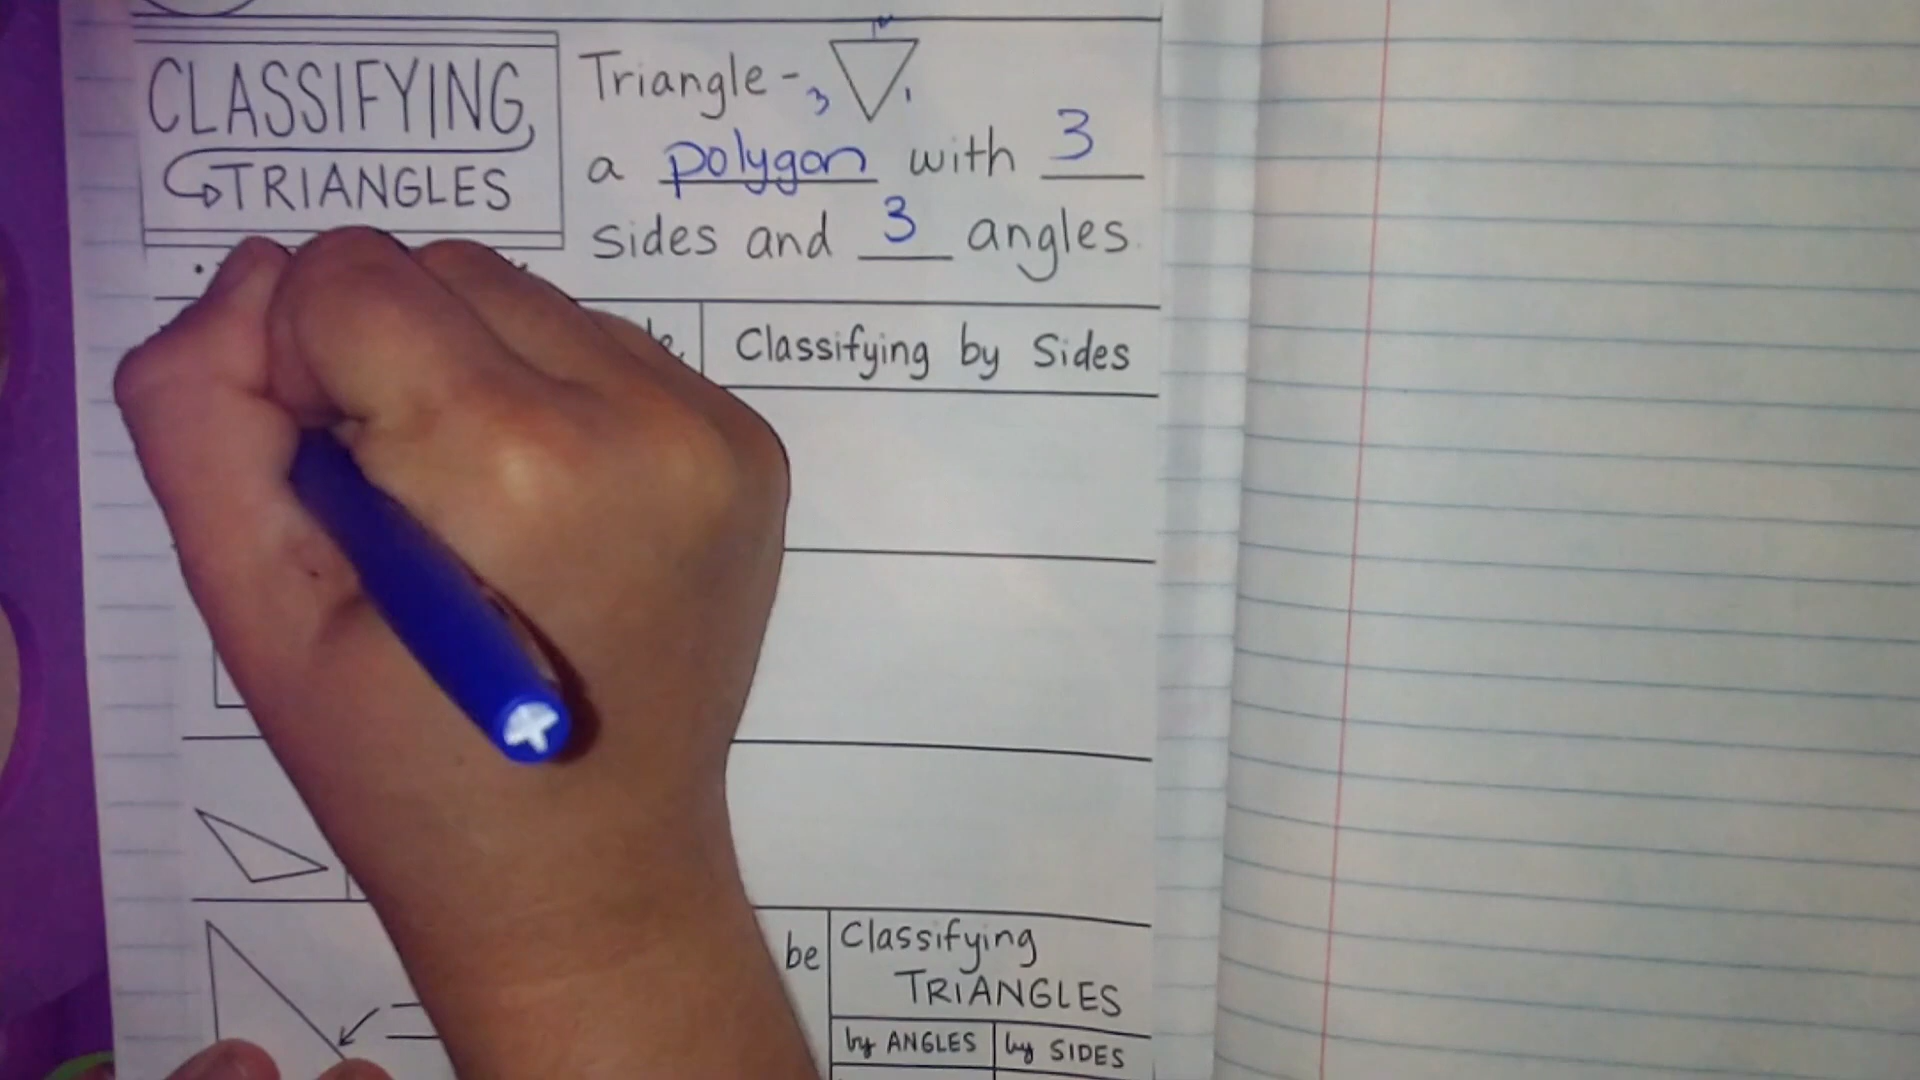 CLASSIFYING
TRIANGLES
Triangle -
3 1
a polygon with 3
sides and 3 angles
Classifying by Sides
be
Classifying
TRIANGLES
by ANGLES
by SIDES